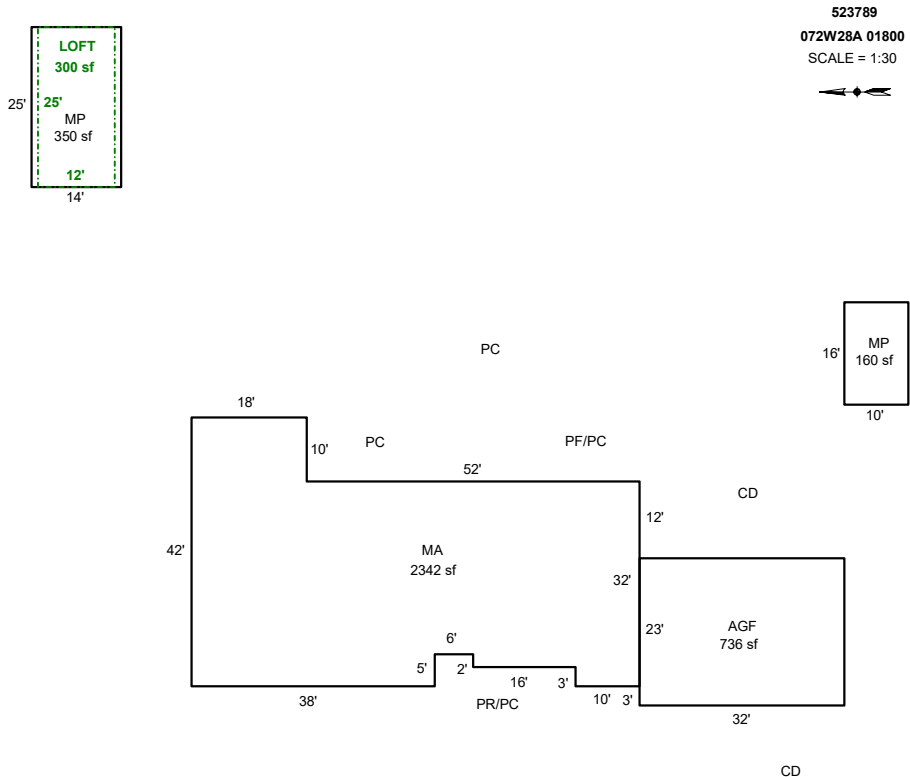 523789
072W28A 01800
SCALE = 1:30
LOFT
300 sf
25'
25'
MP
350 sf
12'
14'
PC
16'
MP
160 sf
10'
18'
10'
PC
PF/PC
52'
CD
12'
42'
MA
2342 sf
32'
23'
AGF
736 sf
6'
5'
2'
16'
3'
10'
3'
38'
PR/PC
32'
CD